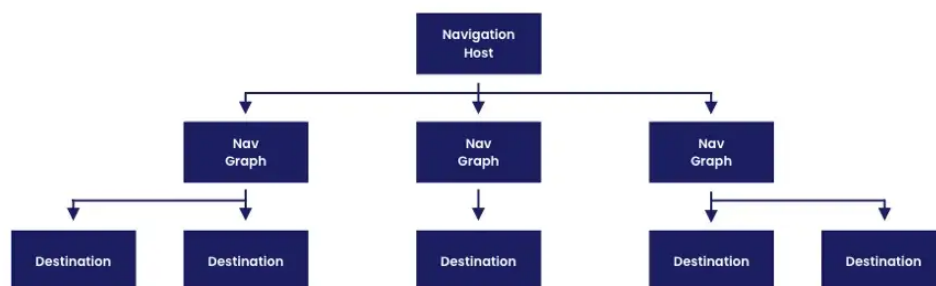 Navigation
Host
Nav
Graph
Nav
Graph
Nav
Graph
Destination
Destination
Destination
Destination
Destination